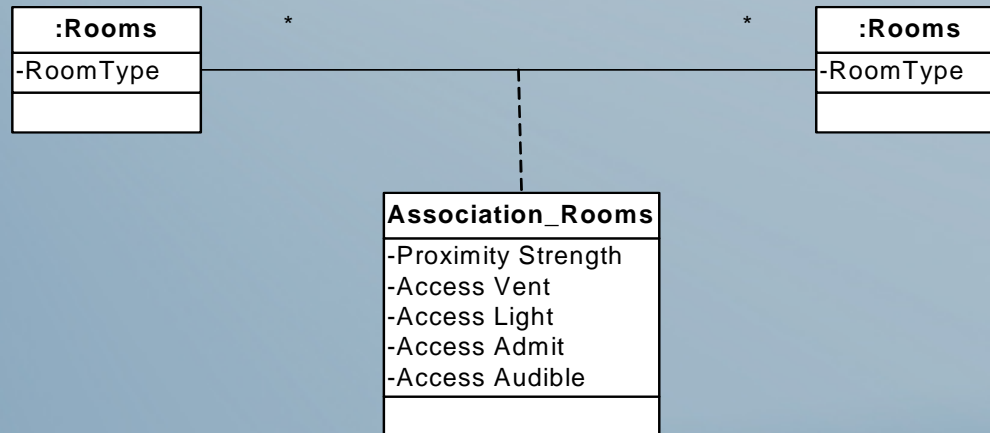 :Rooms
-RoomType
*
*
:Rooms
-RoomType
Association_Rooms
-Proximity Strength
-Access Vent
-Access Light
-Access Admit
-Access Audible